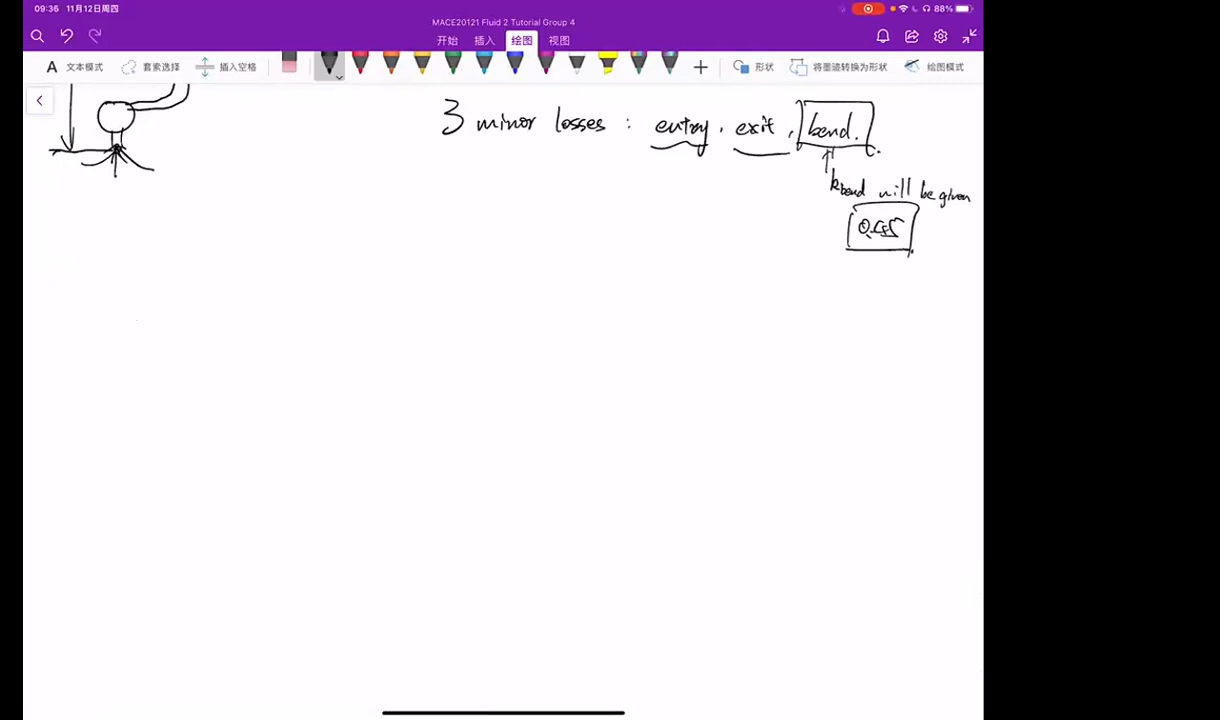 09:36 11月12日周四
88%
MACE20121 Fluid 2 Tutorial Group 4
开始 插入 绘图 视图
文本模式 套索选择 插入空格 形状 将墨迹转换为形状 绘图模式
3 minor losses : entry, exit, bend.
kbend will be given